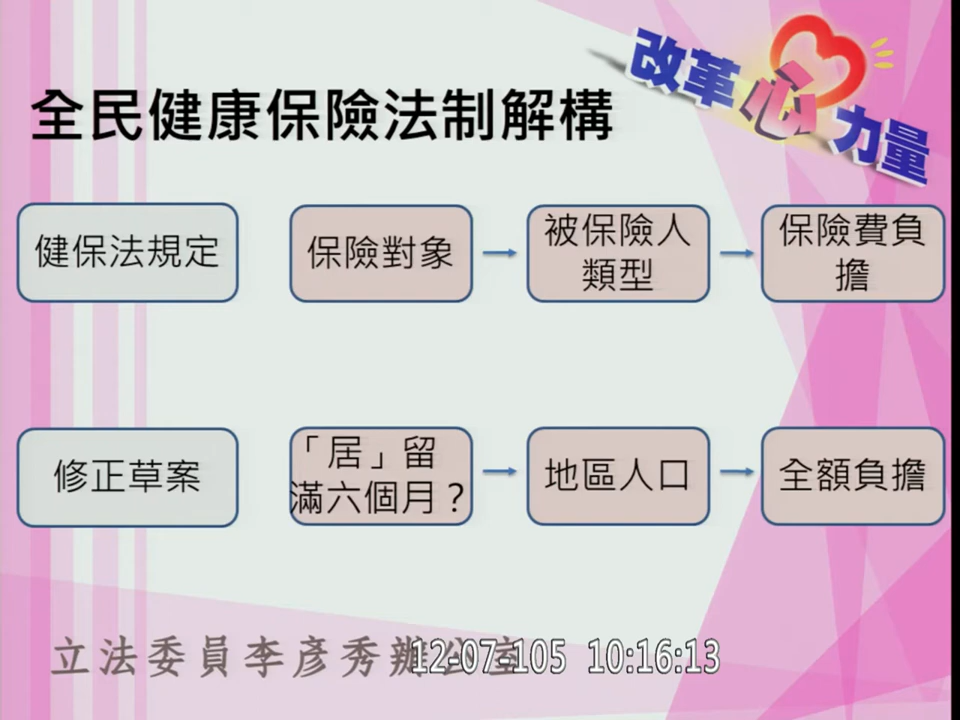 改革心力量
全民健康保險法制解構
健保法規定
保險對象
被保險人
類型
保險費負
擔
修正草案
「居」留
滿六個月？
地區人口
全額負擔
立法委員李彥秀辦公室
12-07-105 10:16:13